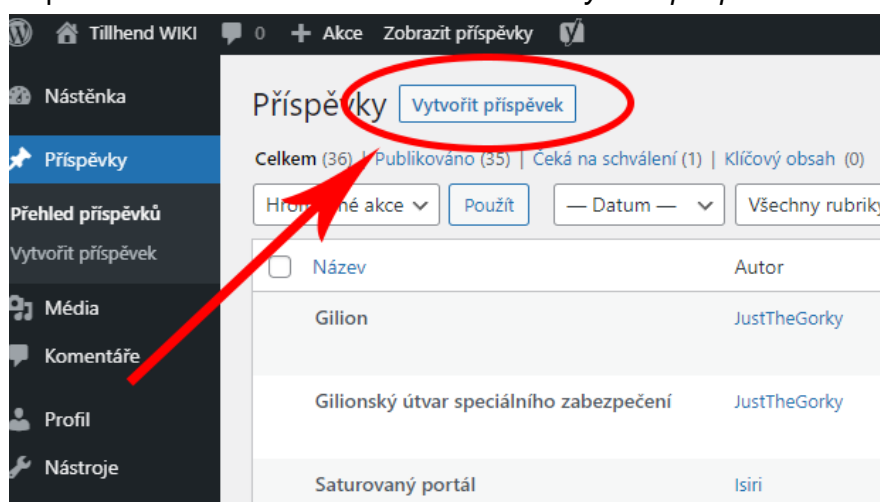 Tillhend WIKI 0 + Akce Zobrazit příspěvky
Nástěnka
Příspěvky
Přehled příspěvků
Vytvořit příspěvek
Média
Komentáře
Profil
Nástroje
Příspěvky Vytvořit příspěvek
Celkem (36) | Publikováno (35) | Čeká na schválení (1) | Klíčový obsah (0)
akce Použít — Datum — Všechny rubriky
Název Autor
Gilion JustTheGorky
Gilionský útvar speciálního zabezpečení JustTheGorky
Saturovaný portál Isiri